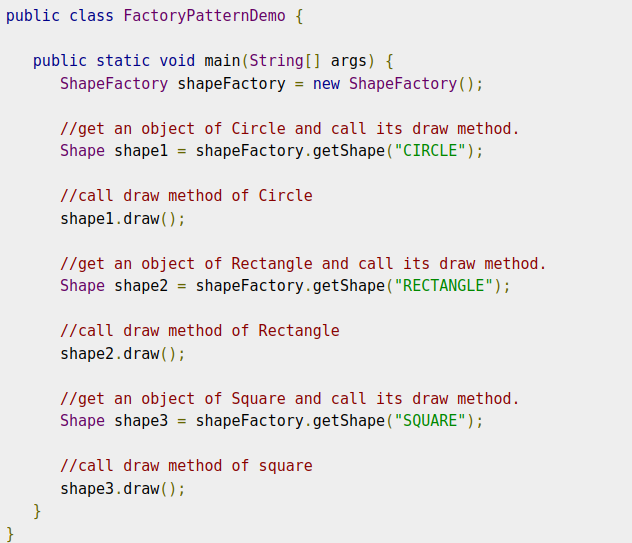 public class FactoryPatternDemo {
public static void main(String[] args) {
ShapeFactory shapeFactory = new ShapeFactory();
//get an object of Circle and call its draw method.
Shape shape1 = shapeFactory.getShape("CIRCLE");
//call draw method of Circle
shape1.draw();
//get an object of Rectangle and call its draw method.
Shape shape2 = shapeFactory.getShape("RECTANGLE");
//call draw method of Rectangle
shape2.draw();
//get an object of Square and call its draw method.
Shape shape3 = shapeFactory.getShape("SQUARE");
//call draw method of square
shape3.draw();
}
}